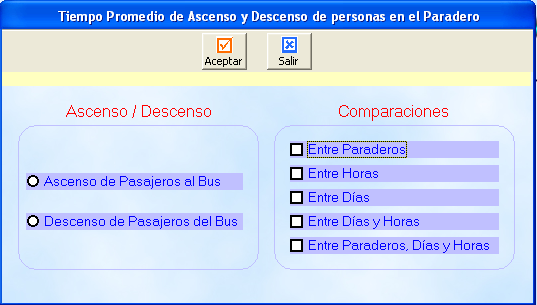 Tiempo Promedio de Ascenso y Descenso de personas en el Paradero
Aceptar
Salir
Ascenso / Descenso
Ascenso de Pasajeros al Bus
Descenso de Pasajeros del Bus
Comparaciones
Entre Paraderos
Entre Horas
Entre Días
Entre Días y Horas
Entre Paraderos, Días y Horas